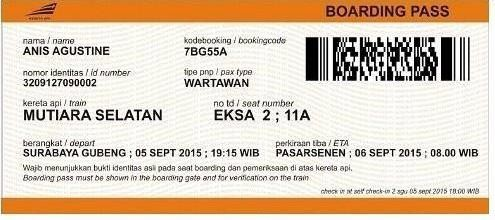 BOARDING PASS
nama / name
ANIS AGUSTINE
kodebooking / bookingcode
7BG55A
nomor identitas / id number
3209127090002
tipe pnp / pax type
WARTAWAN
kereta api / train
MUTIARA SELATAN
no td / seat number
EKSA 2 ; 11A
berangkat / depart
SURABAYA GUBENG ; 05 SEPT 2015 ; 19:15 WIB
perkiraan tiba / ETA
PASARSENEN ; 06 SEPT 2015 ; 08.00 WIB
Wajib menunjukkan bukti identitas asli pada saat boarding dan pemeriksaan di atas kereta api.
Boarding pass must be shown in the boarding gate and for verification on the train
check in at self check-in 2 sgu 05 sept 2015 18.00 WIB